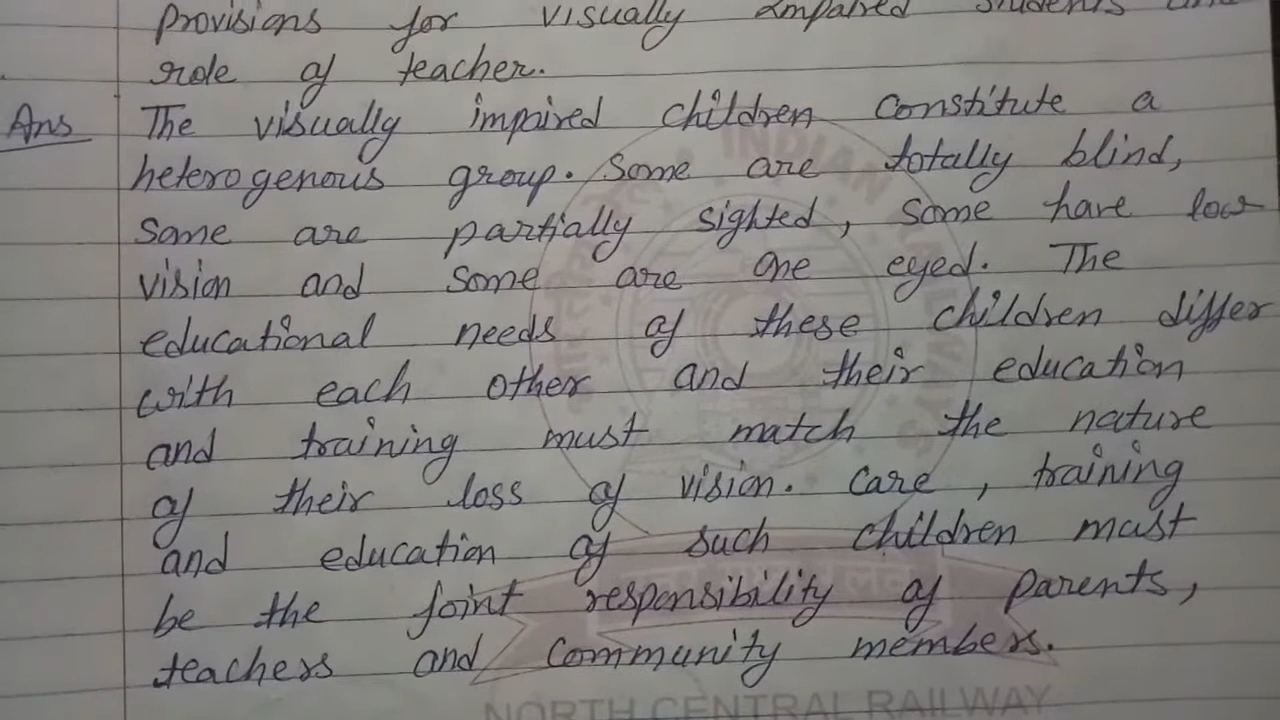 provisions for visually impaired students and
role of teacher.
Ans The visually impaired children constitute a
heterogenous group. Some are totally blind,
some are partially sighted, some have low
vision and some are one eyed. The
educational needs of these children differ
with each other and their education
and training must match the nature
of their loss of vision. Care, training
and education of such children must
be the joint responsibility of parents,
teachers and community members.
INDIAN RAILWAYS
NORTH CENTRAL RAILWAY